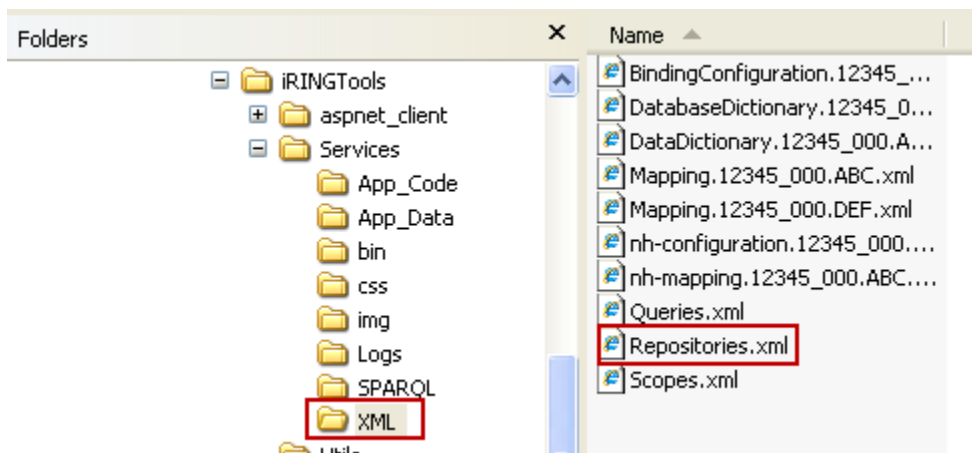 Folders
iRINGTools
aspnet_client
Services
App_Code
App_Data
bin
css
img
Logs
SPARQL
XML
Name
BindingConfiguration.12345_...
DatabaseDictionary.12345_0...
DataDictionary.12345_000.A...
Mapping.12345_000.ABC.xml
Mapping.12345_000.DEF.xml
nh-configuration.12345_000....
nh-mapping.12345_000.ABC....
Queries.xml
Repositories.xml
Scopes.xml